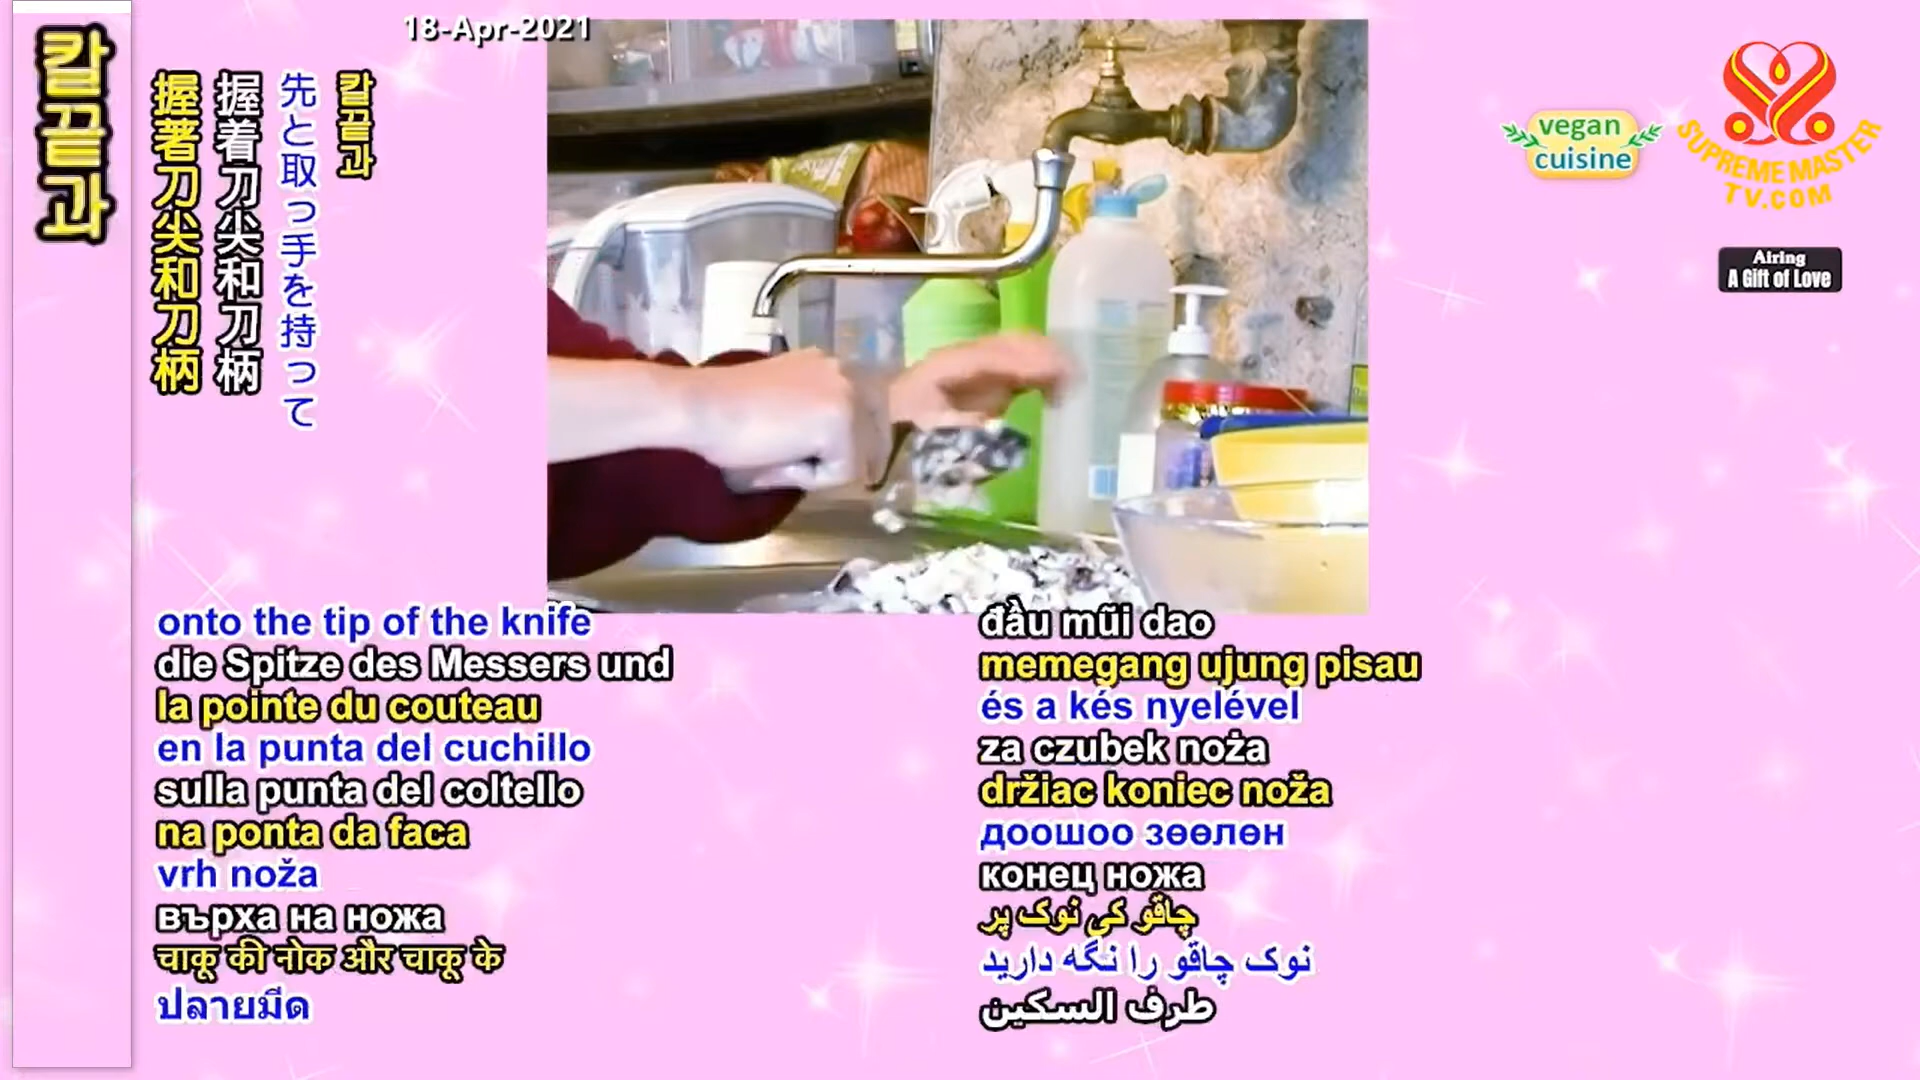 칼끝과
握著刀尖和刀柄
握着刀尖和刀柄
先と取っ手を持って
칼끝과
18-Apr-2021
vegan
cuisine
SUPREME MASTER
TV.COM
Airing
A Gift of Love
onto the tip of the knife
die Spitze des Messers und
la pointe du couteau
en la punta del cuchillo
sulla punta del coltello
na ponta da faca
vrh noža
върха на ножа
चाकू की नोक और चाकू के
ปลายมีด
đầu mũi dao
memegang ujung pisau
és a kés nyelével
za czubek noża
držiac koniec noža
доошоо зөөлөн
конец ножа
چاقو کی نوک پر
نوک چاقو را نگه دارید
طرف السكين